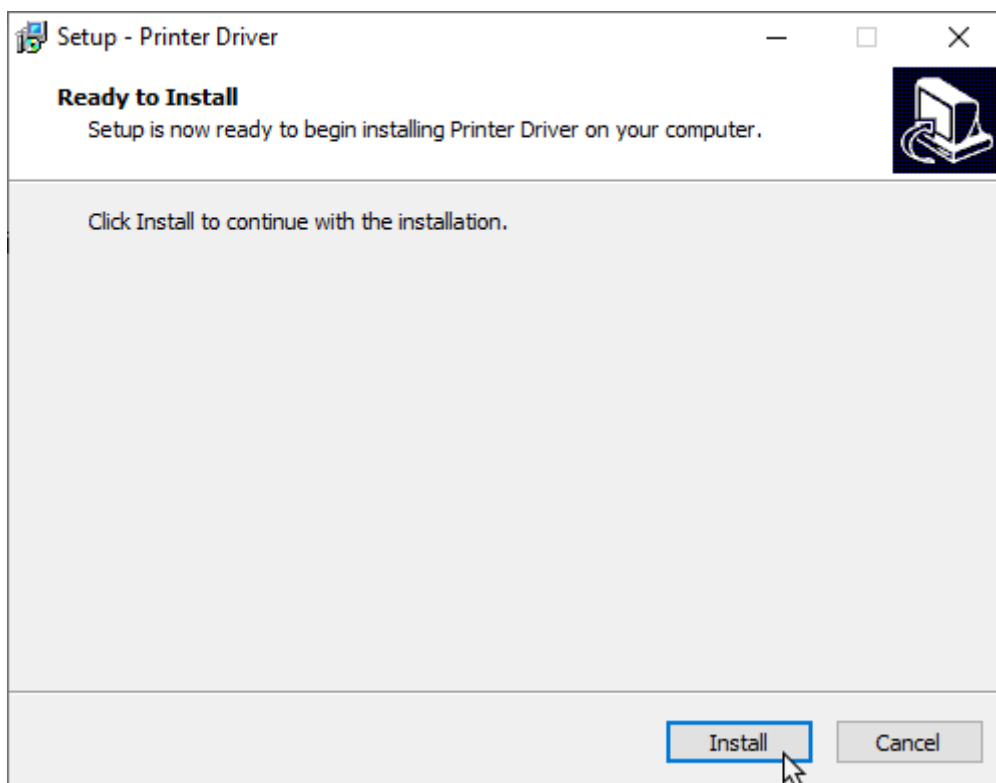 Setup - Printer Driver
Ready to Install
Setup is now ready to begin installing Printer Driver on your computer.
Click Install to continue with the installation.
Install
Cancel